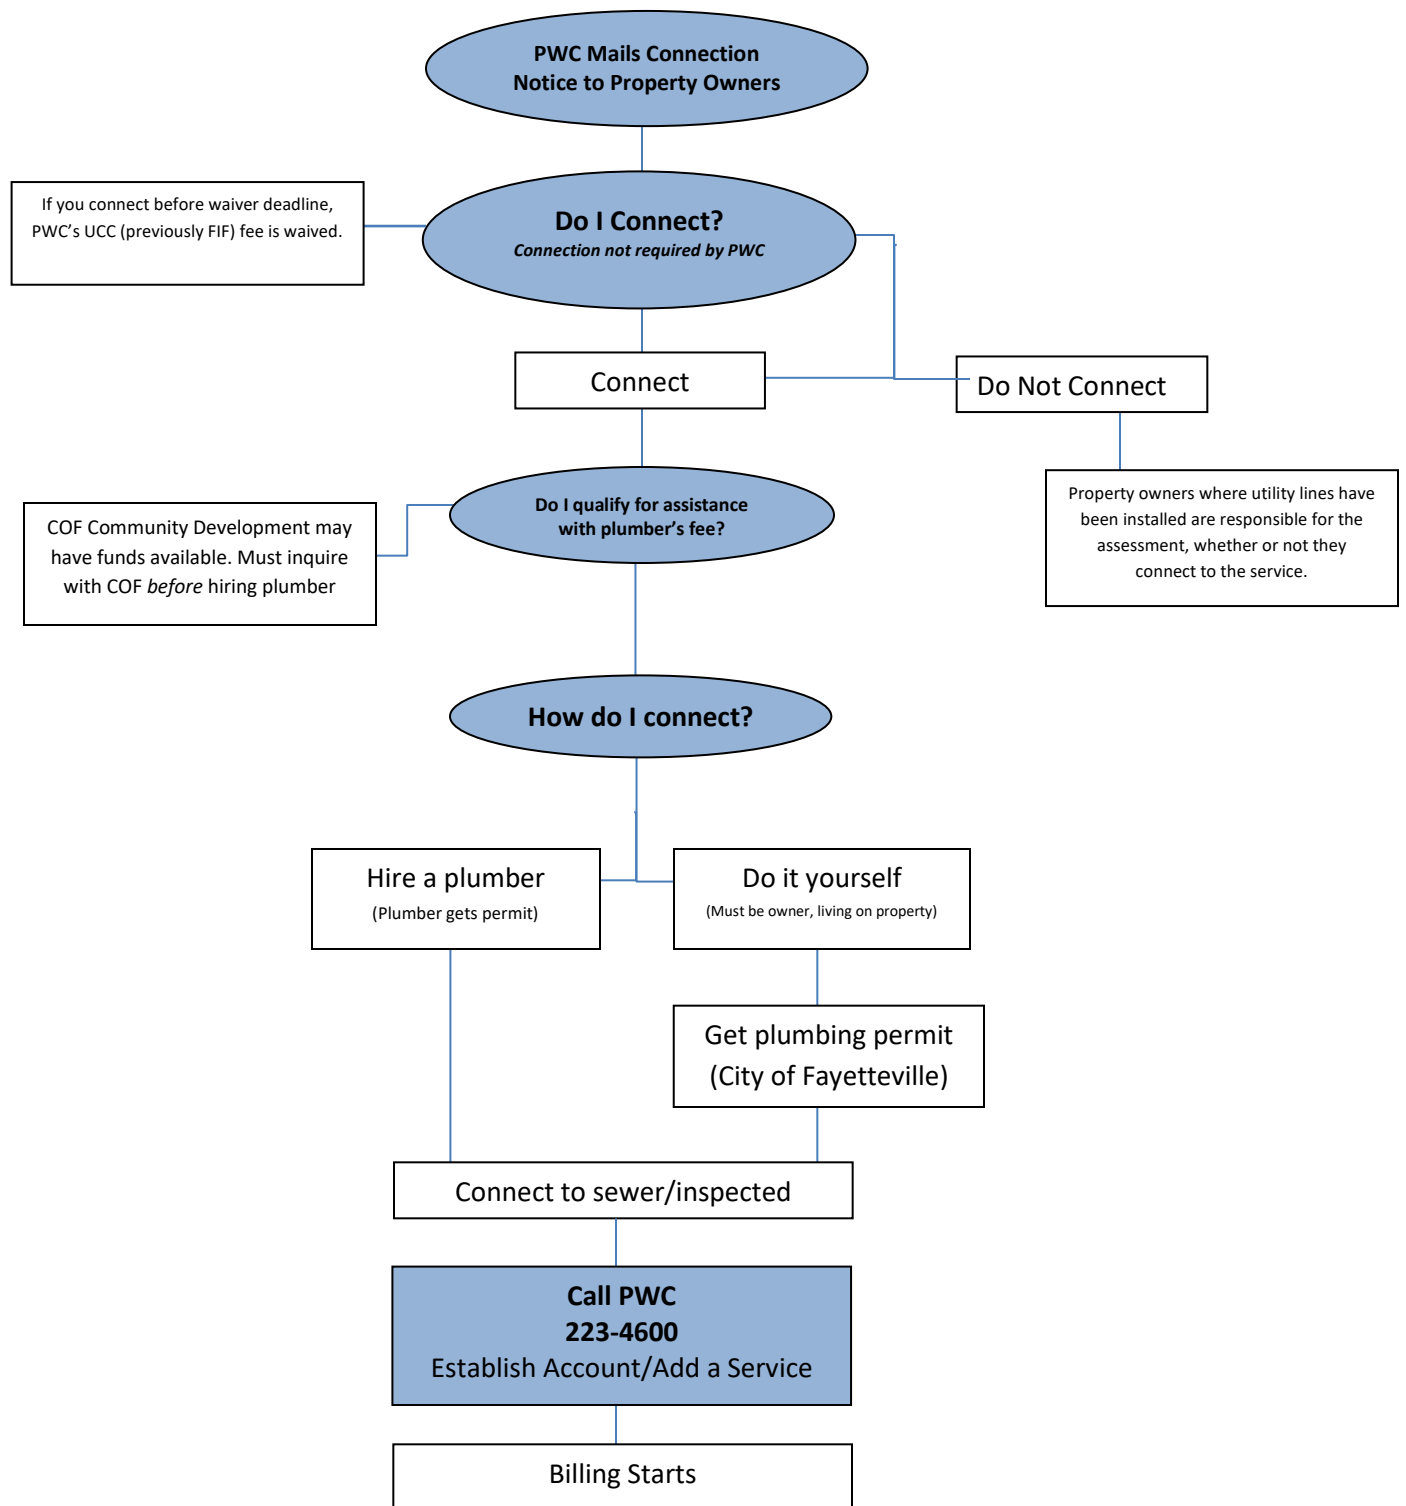 PWC Mails Connection
Notice to Property Owners
If you connect before waiver deadline,
PWC’s UCC (previously FIF) fee is waived.
Do I Connect?
Connection not required by PWC
Connect
Do Not Connect
Do I qualify for assistance
with plumber’s fee?
COF Community Development may
have funds available. Must inquire
with COF before hiring plumber
Property owners where utility lines have
been installed are responsible for the
assessment, whether or not they
connect to the service.
How do I connect?
Hire a plumber
(Plumber gets permit)
Do it yourself
(Must be owner, living on property)
Get plumbing permit
(City of Fayetteville)
Connect to sewer/inspected
Call PWC
223-4600
Establish Account/Add a Service
Billing Starts